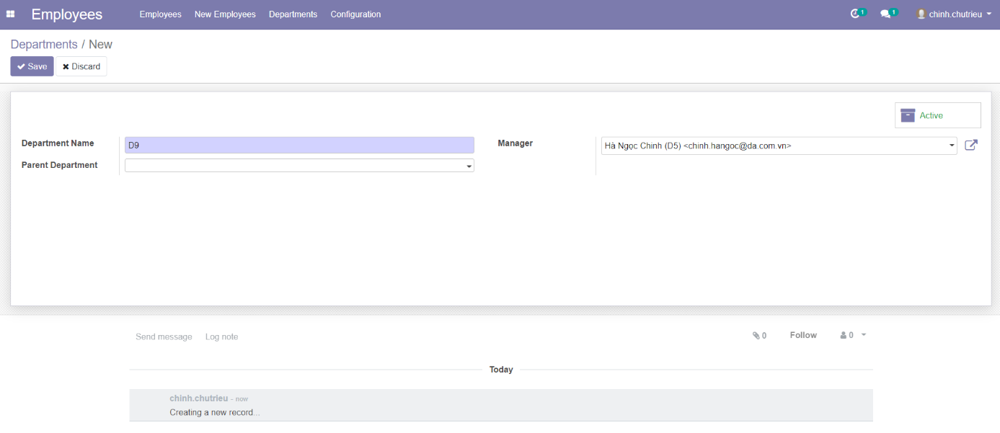 Employees Employees New Employees Departments Configuration 1 1 chinh.chutrieu
Departments / New
Save Discard
Active
Department Name D9 Manager Hà Ngọc Chinh (D5) <chinh.hangoc@da.com.vn>
Parent Department
Send message Log note 0 Follow 0
Today
chinh.chutrieu - now
Creating a new record...